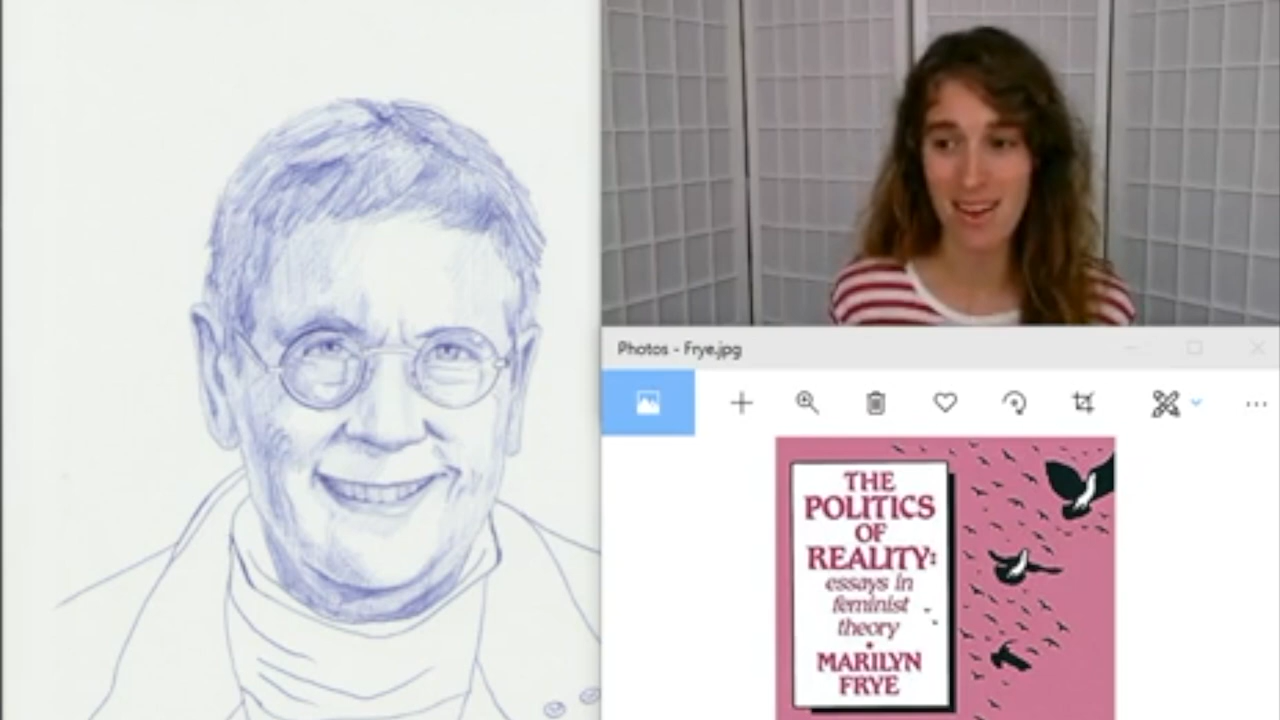 Photos - Frye.jpg
THE
POLITICS
OF
REALITY:
essays in
feminist
theory
MARILYN
FRYE